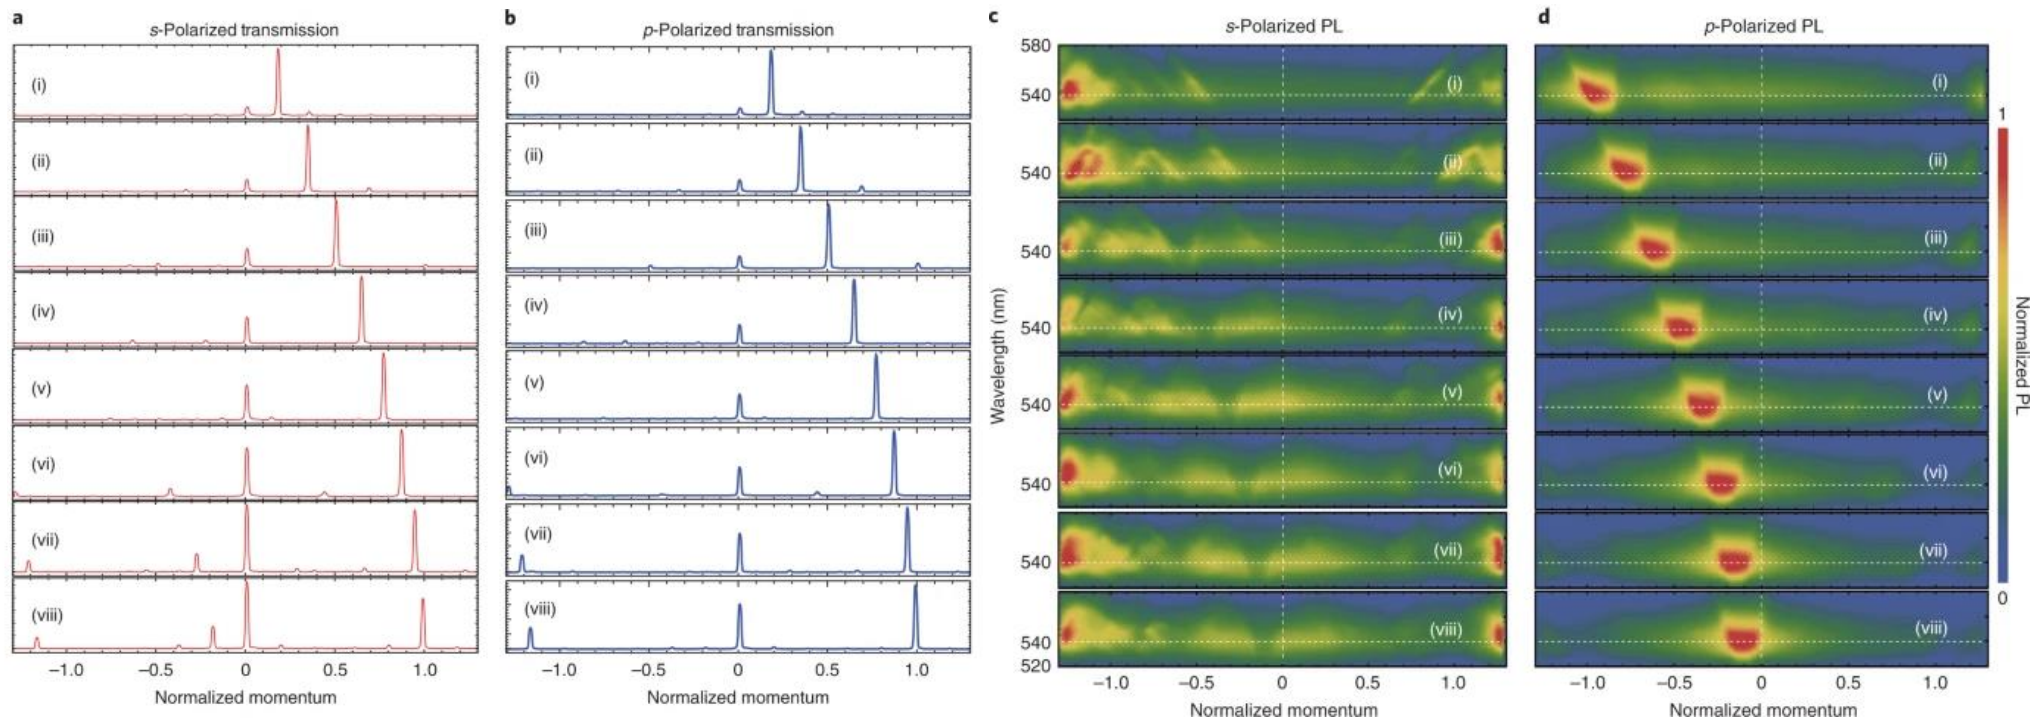 a
s-Polarized transmission
(i)
(ii)
(iii)
(iv)
(v)
(vi)
(vii)
(viii)
−1.0 −0.5 0 0.5 1.0
Normalized momentum
b
p-Polarized transmission
(i)
(ii)
(iii)
(iv)
(v)
(vi)
(vii)
(viii)
−1.0 −0.5 0 0.5 1.0
Normalized momentum
c
s-Polarized PL
Wavelength (nm)
580
540 (i)
540 (ii)
540 (iii)
540 (iv)
540 (v)
540 (vi)
540 (vii)
540 (viii)
520
−1.0 −0.5 0 0.5 1.0
Normalized momentum
d
p-Polarized PL
(i)
(ii)
(iii)
(iv)
(v)
(vi)
(vii)
(viii)
−1.0 −0.5 0 0.5 1.0
Normalized momentum
1
Normalized PL
0